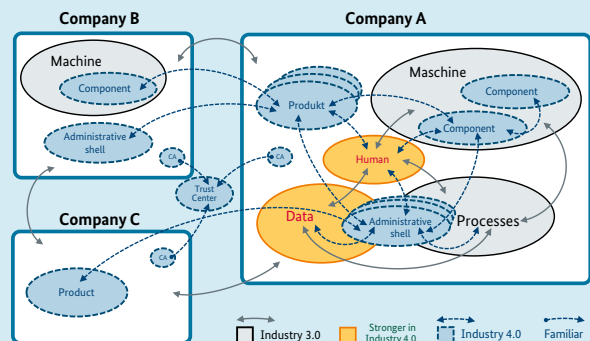 Company B
Company A
Machine
Component
Administrative
shell
CA
Trust
Center
CA
Produkt
Maschine
Component
Component
Human
Company C
CA
Product
Data
Administrative
shell
Processes
Industry 3.0
Stronger in
Industry 4.0
Industry 4.0
Familiar